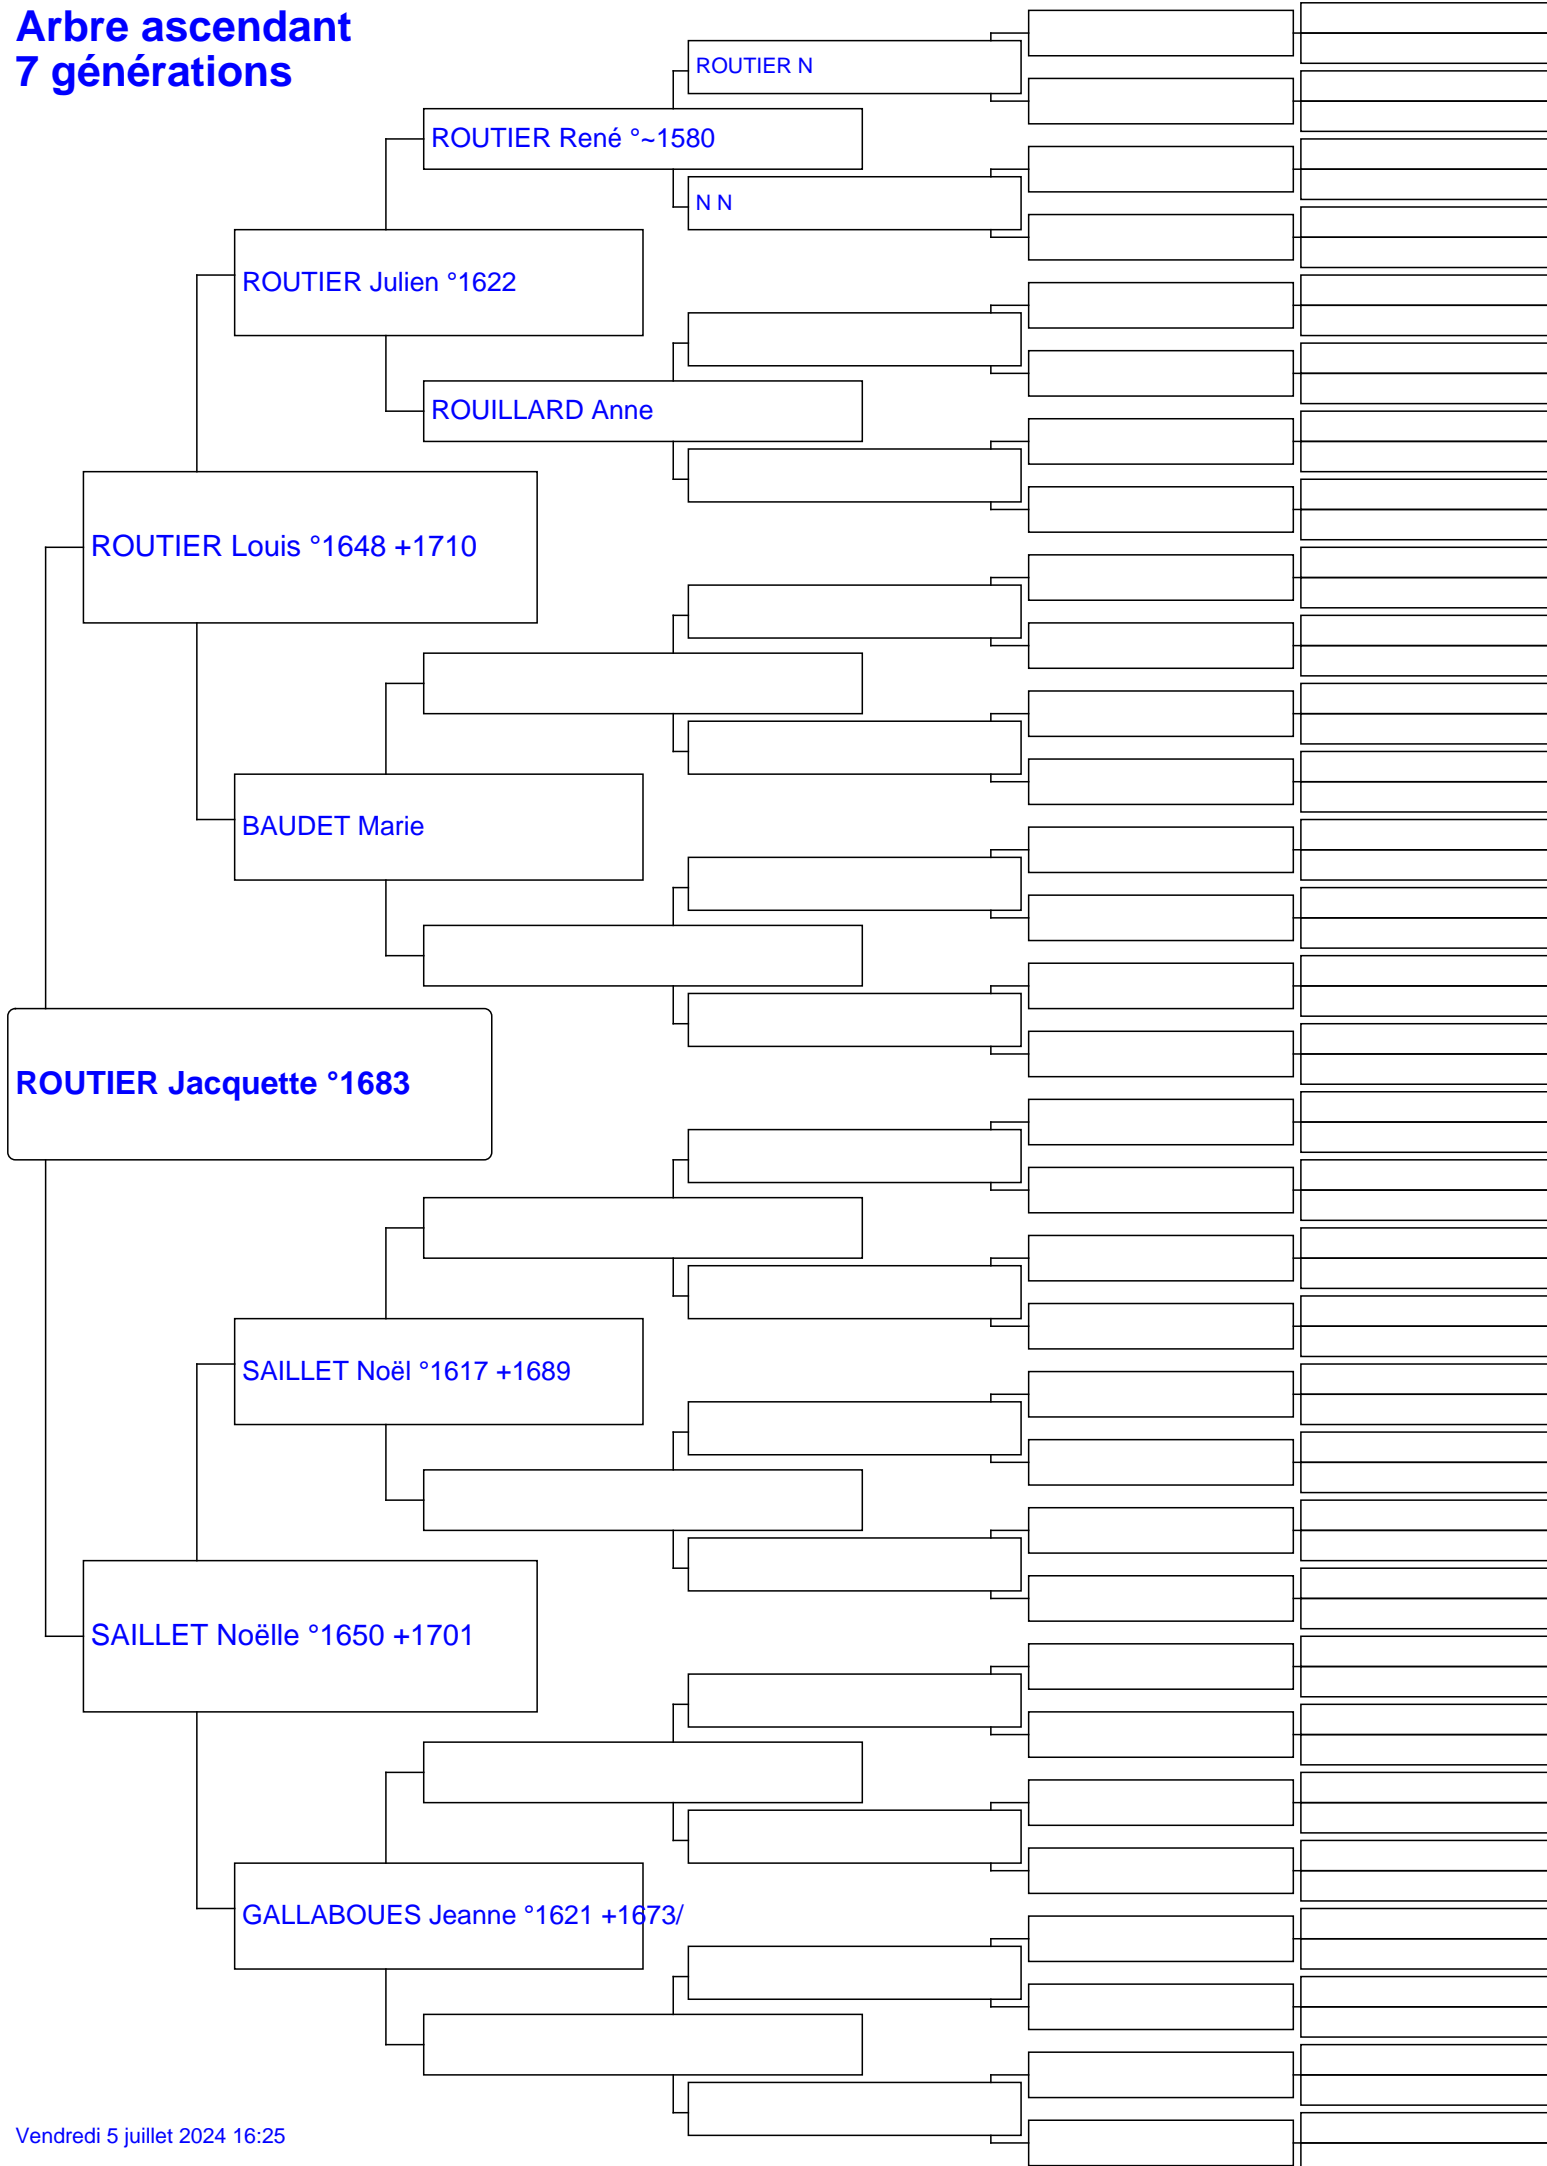 Arbre ascendant
7 générations
ROUTIER N
ROUTIER René °~1580
N N
ROUTIER Julien °1622
ROUILLARD Anne
ROUTIER Louis °1648 +1710
BAUDET Marie
ROUTIER Jacquette °1683
SAILLET Noël °1617 +1689
SAILLET Noëlle °1650 +1701
GALLABOUES Jeanne °1621 +1673/
Vendredi 5 juillet 2024 16:25